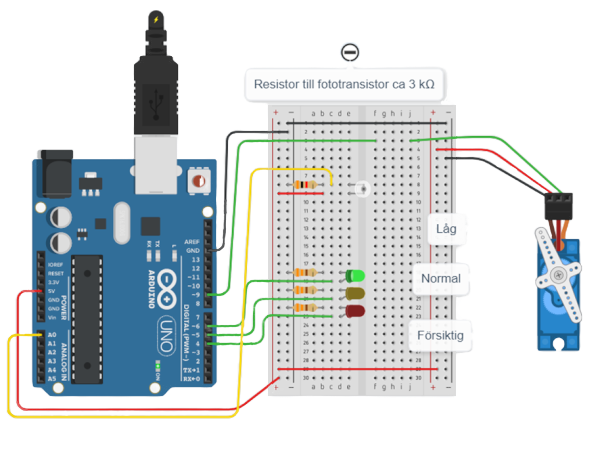 Resistor till fototransistor ca 3 kΩ
+ − a b c d e f g h i j + −
Låg
Normal
Försiktig
AREF
GND
13
12
~11
~10
~9
8
7
~6
~5
4
~3
2
TX→1
RX←0
DIGITAL (PWM~)
L
TX
RX
ARDUINO
UNO
ON
IOREF
RESET
3.3V
5V
GND
GND
Vin
POWER
A0
A1
A2
A3
A4
A5
ANALOG IN
+ − a b c d e f g h i j + −